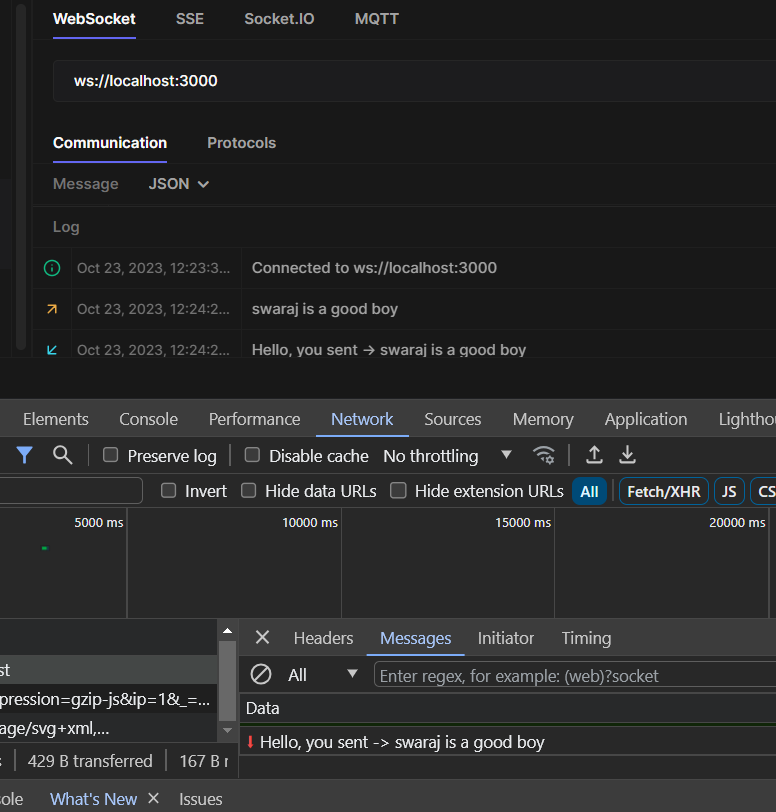 WebSocket SSE Socket.IO MQTT
ws://localhost:3000
Communication Protocols
Message JSON
Log
Oct 23, 2023, 12:23:3... Connected to ws://localhost:3000
Oct 23, 2023, 12:24:2... swaraj is a good boy
Oct 23, 2023, 12:24:2... Hello, you sent -> swaraj is a good boy
Elements Console Performance Network Sources Memory Application Lightho
Preserve log Disable cache No throttling
Invert Hide data URLs Hide extension URLs All Fetch/XHR JS CS
5000 ms 10000 ms 15000 ms 20000 ms
Headers Messages Initiator Timing
st
All Enter regex, for example: (web)?socket
pression=gzip-js&ip=1&_=...
Data
age/svg+xml,...
Hello, you sent -> swaraj is a good boy
429 B transferred 167 B r
ole What's New Issues